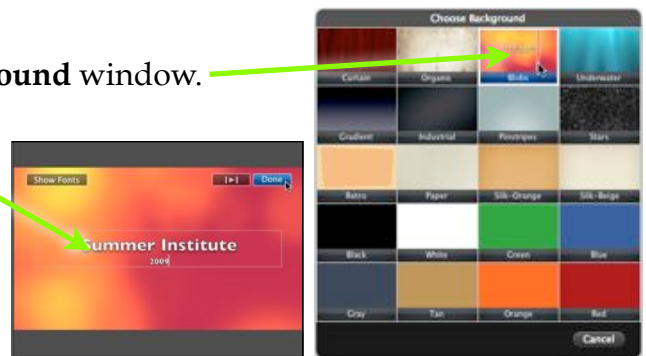 Choose Background
ound window.
Curtain Organic Blobs Underwater
Gradient Industrial Pinstripes Stars
Show Fonts Done
Retro Paper Silk-Orange Silk-Beige
Summer Institute
2009
Black White Green Blue
Gray Tan Orange Red
Cancel